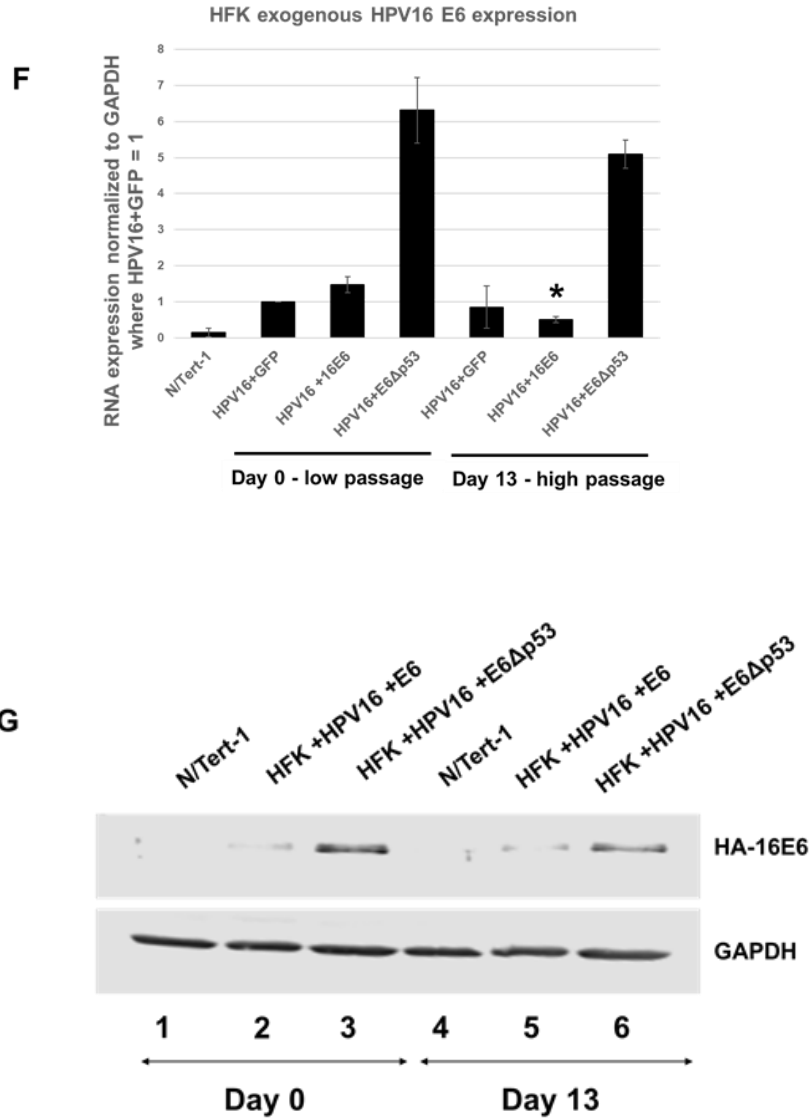 HFK exogenous HPV16 E6 expression
F
RNA expression normalized to GAPDH
where HPV16+GFP = 1
8
7
6
5
4
3
2
1
0
*
N/Tert-1
HPV16+GFP
HPV16 +16E6
HPV16+E6Δp53
HPV16+GFP
HPV16+16E6
HPV16+E6Δp53
Day 0 - low passage
Day 13 - high passage
G
N/Tert-1
HFK +HPV16 +E6
HFK +HPV16 +E6Δp53
N/Tert-1
HFK +HPV16 +E6
HFK +HPV16 +E6Δp53
HA-16E6
GAPDH
1 2 3 4 5 6
Day 0 Day 13